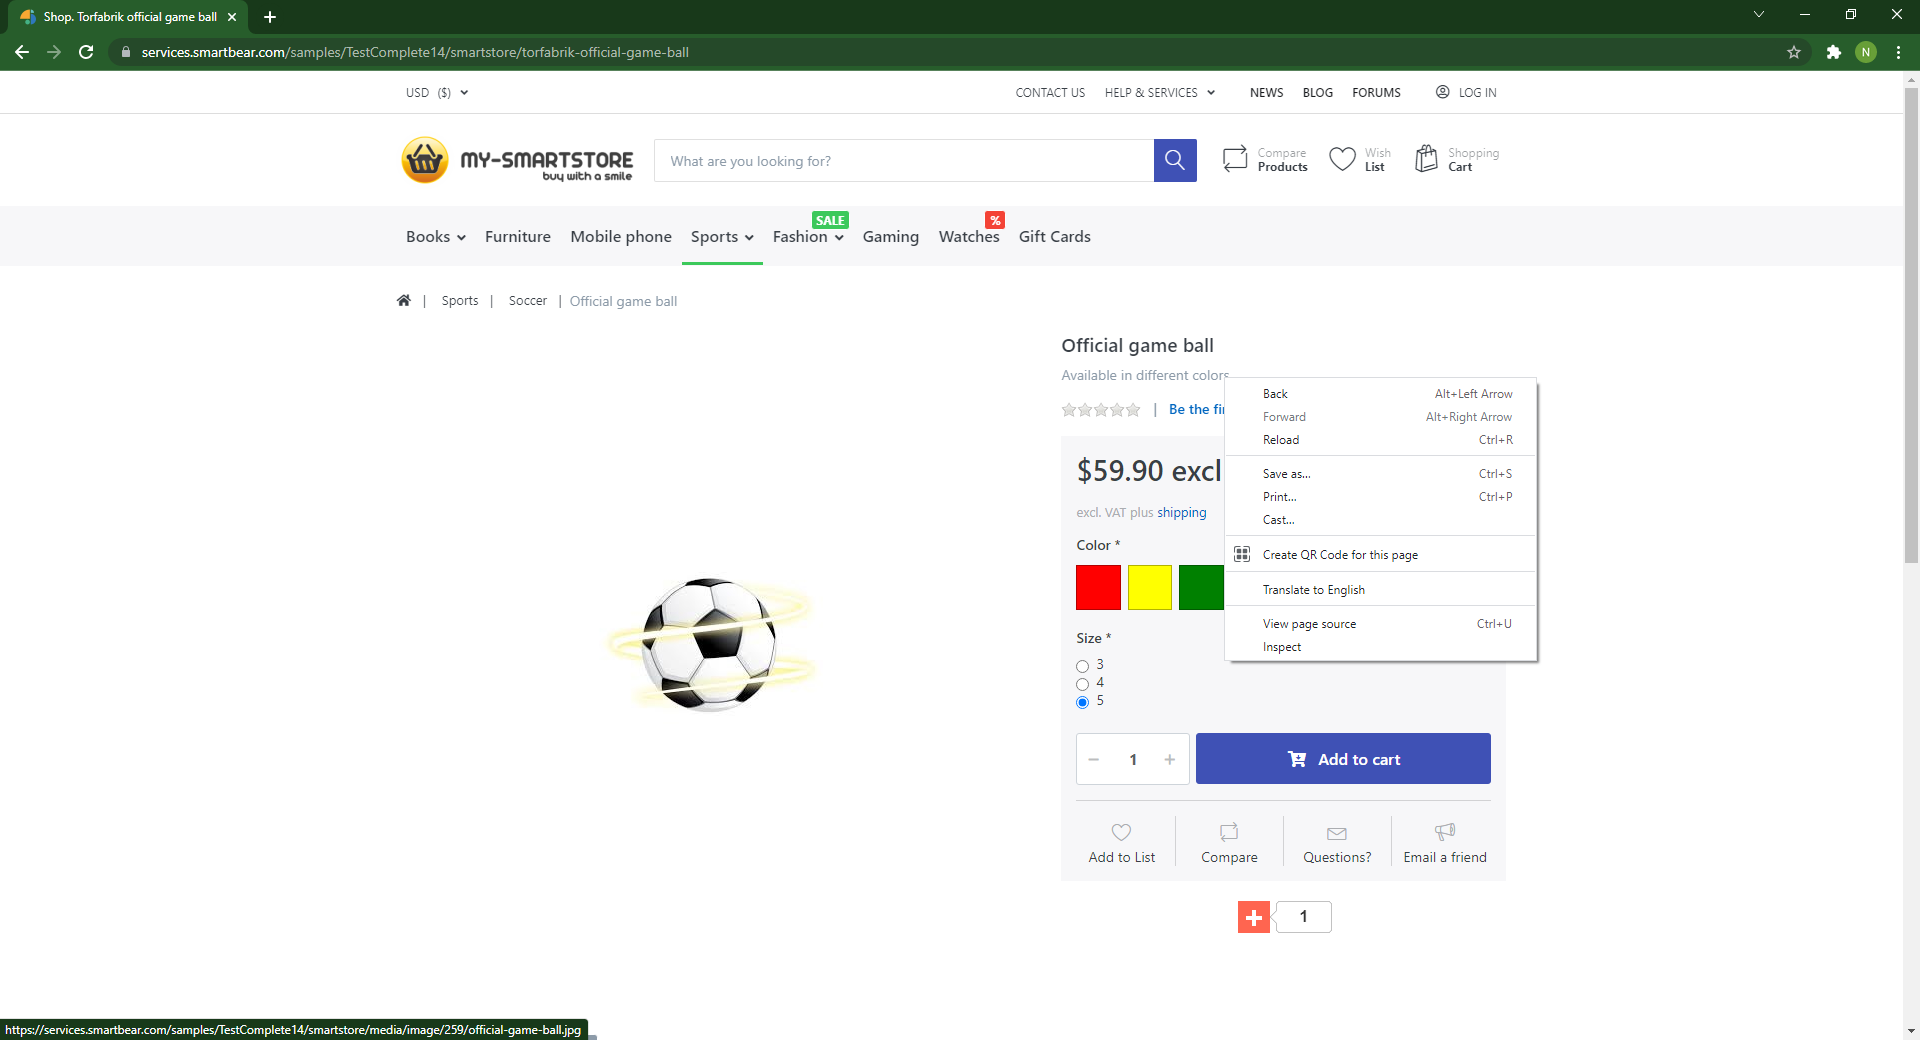 Shop. Torfabrik official game ball
services.smartbear.com/samples/TestComplete14/smartstore/torfabrik-official-game-ball
N
USD ($)
CONTACT US
HELP & SERVICES
NEWS
BLOG
FORUMS
LOG IN
MY-SMARTSTORE
buy with a smile
What are you looking for?
Compare
Products
Wish
List
Shopping
Cart
SALE
%
Books
Furniture
Mobile phone
Sports
Fashion
Gaming
Watches
Gift Cards
| Sports | Soccer | Official game ball
Official game ball
Available in different colors
| Be the fi
$59.90 excl
excl. VAT plus shipping
Color *
Size *
3
4
5
Back Alt+Left Arrow
Forward Alt+Right Arrow
Reload Ctrl+R
Save as... Ctrl+S
Print... Ctrl+P
Cast...
Create QR Code for this page
Translate to English
View page source Ctrl+U
Inspect
− 1 +
Add to cart
Add to List
Compare
Questions?
Email a friend
1
https://services.smartbear.com/samples/TestComplete14/smartstore/media/image/259/official-game-ball.jpg